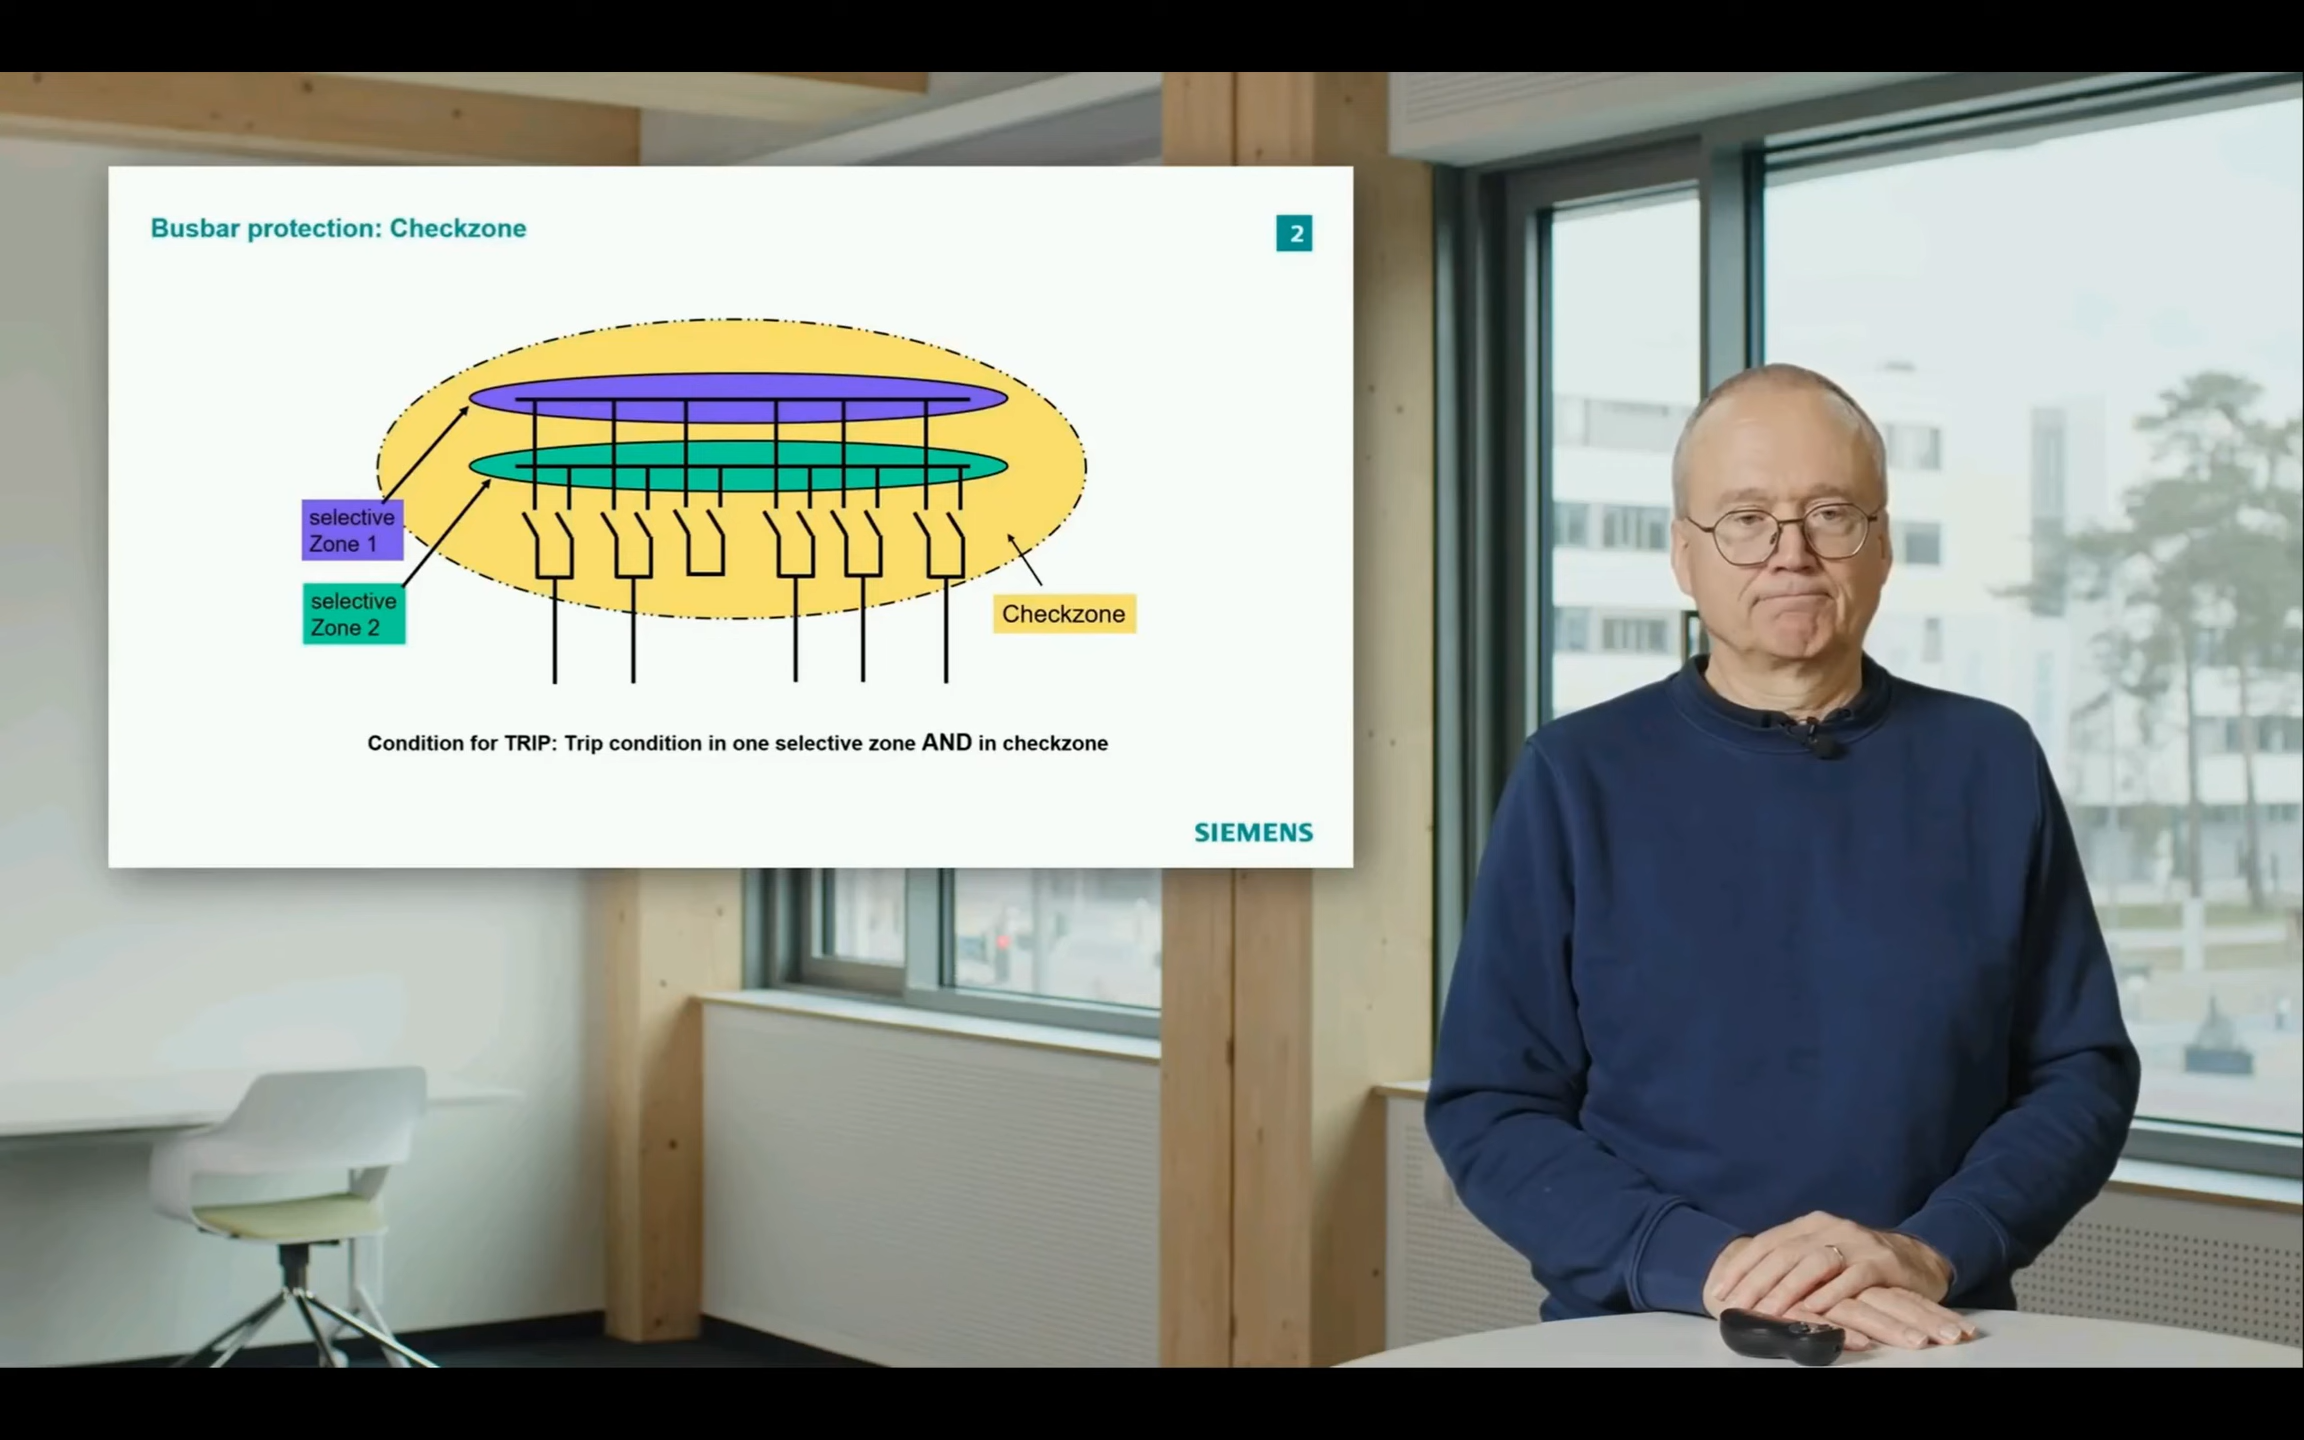 Busbar protection: Checkzone
2
selective
Zone 1
selective
Zone 2
Checkzone
Condition for TRIP: Trip condition in one selective zone AND in checkzone
SIEMENS